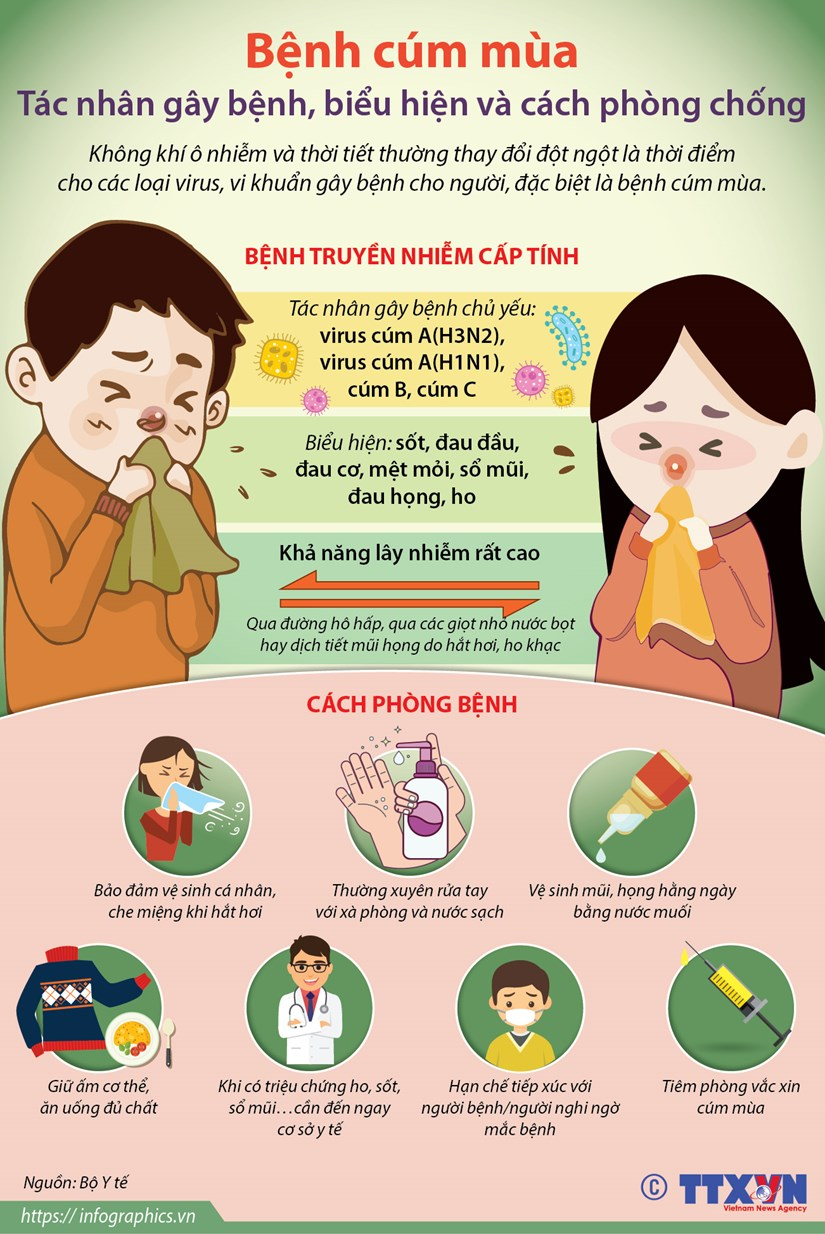 Bệnh cúm mùa
Tác nhân gây bệnh, biểu hiện và cách phòng chống
Không khí ô nhiễm và thời tiết thường thay đổi đột ngột là thời điểm
cho các loại virus, vi khuẩn gây bệnh cho người, đặc biệt là bệnh cúm mùa.
BỆNH TRUYỀN NHIỄM CẤP TÍNH
Tác nhân gây bệnh chủ yếu:
virus cúm A(H3N2),
virus cúm A(H1N1),
cúm B, cúm C
Biểu hiện: sốt, đau đầu,
đau cơ, mệt mỏi, sổ mũi,
đau họng, ho
Khả năng lây nhiễm rất cao
Qua đường hô hấp, qua các giọt nhỏ nước bọt
hay dịch tiết mũi họng do hắt hơi, ho khạc
CÁCH PHÒNG BỆNH
Bảo đảm vệ sinh cá nhân,
che miệng khi hắt hơi
Thường xuyên rửa tay
với xà phòng và nước sạch
Vệ sinh mũi, họng hằng ngày
bằng nước muối
Giữ ấm cơ thể,
ăn uống đủ chất
Khi có triệu chứng ho, sốt,
sổ mũi...cần đến ngay
cơ sở y tế
Hạn chế tiếp xúc với
người bệnh/người nghi ngờ
mắc bệnh
Tiêm phòng vắc xin
cúm mùa
Nguồn: Bộ Y tế
© TTXVN
Vietnam News Agency
https:// infographics.vn